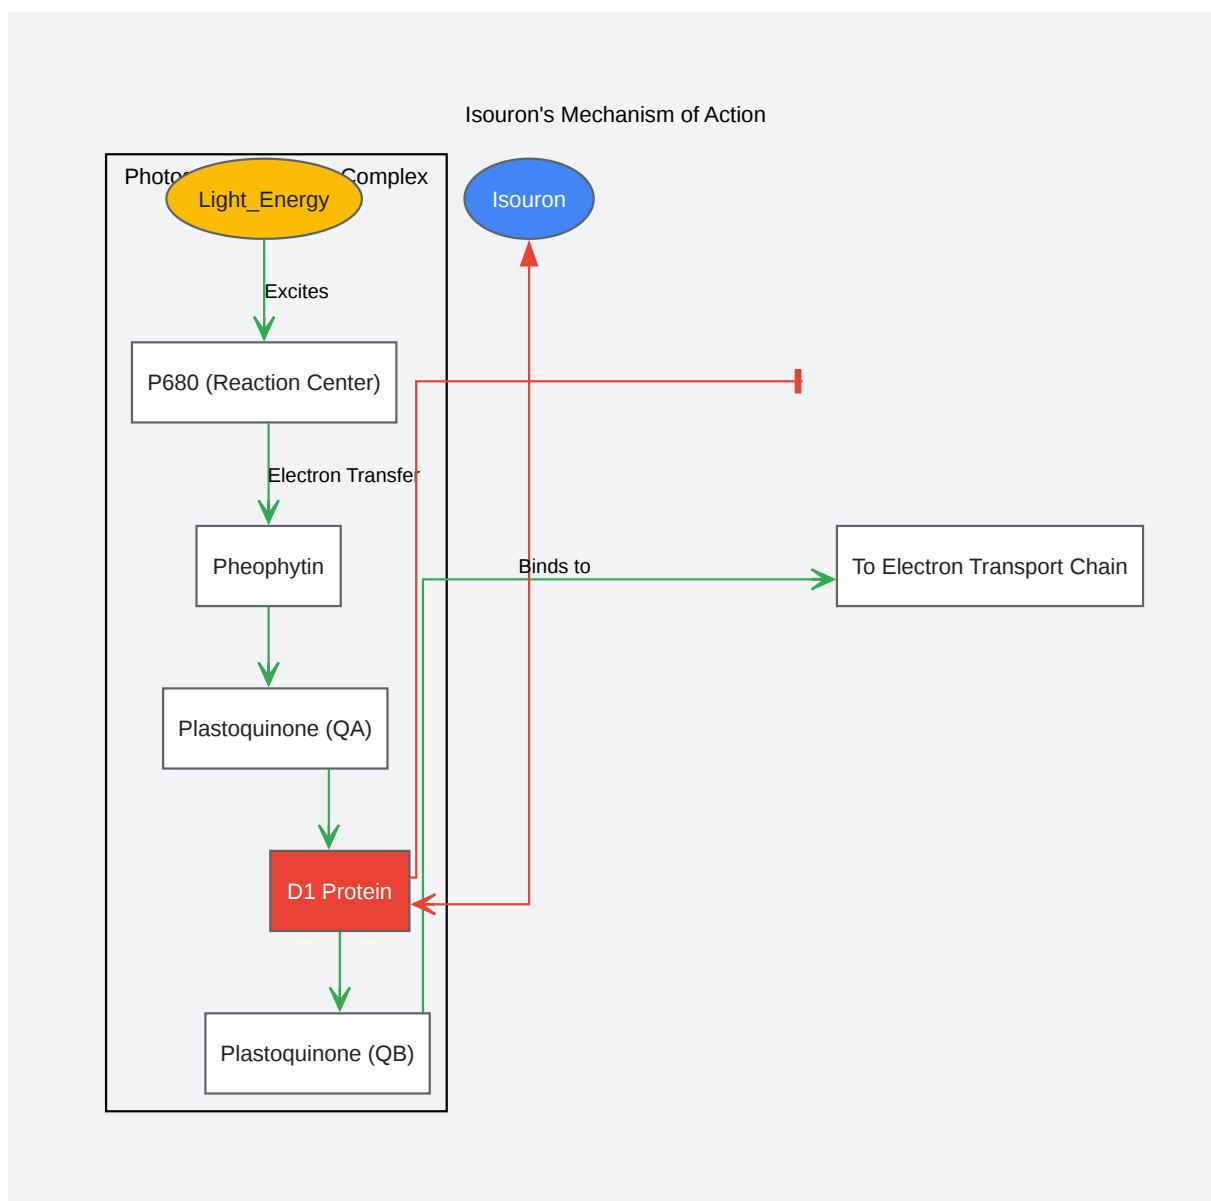 Isouron's Mechanism of Action
Complex
Light_Energy
Isouron
Excites
P680 (Reaction Center)
Electron Transfer
Pheophytin
Binds to
To Electron Transport Chain
Plastoquinone (QA)
D1 Protein
Plastoquinone (QB)